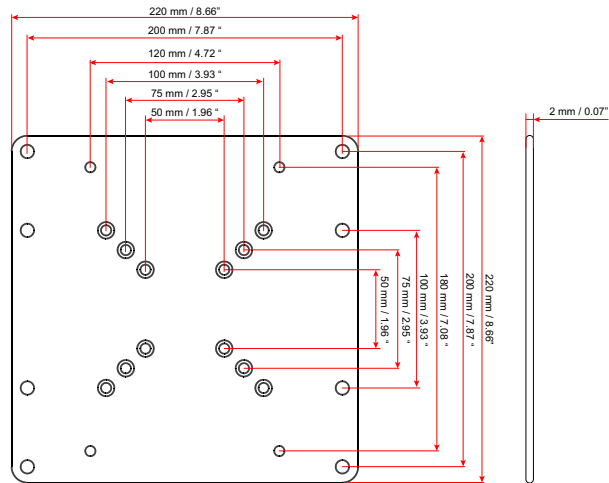 220 mm / 8.66“
200 mm / 7.87 “
120 mm / 4.72 “
100 mm / 3.93 “
75 mm / 2.95 “
50 mm / 1.96 “
2 mm / 0.07“
50 mm / 1.96 “
75 mm / 2.95 “
100 mm / 3.93 “
180 mm / 7.08 “
200 mm / 7.87 “
220 mm / 8.66“